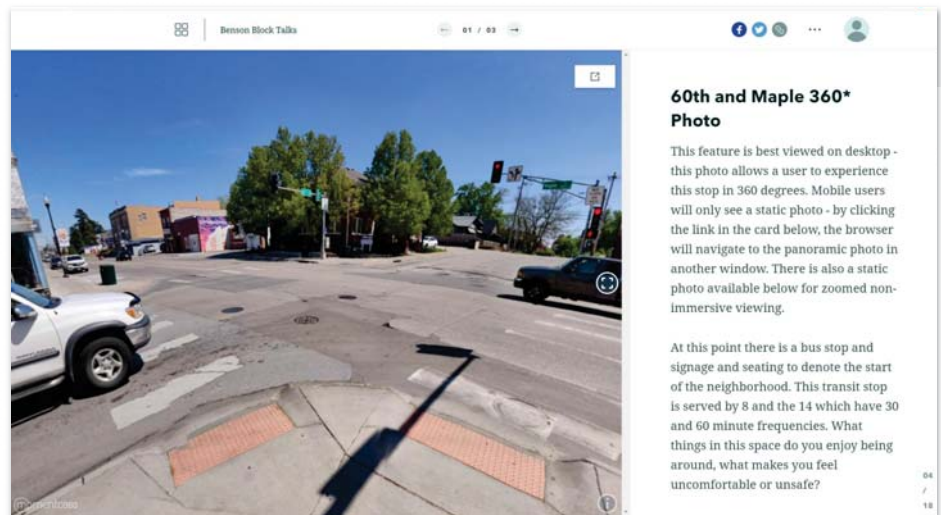 Benson Block Talks
01 / 03
60th and Maple 360*
Photo
This feature is best viewed on desktop -
this photo allows a user to experience
this stop in 360 degrees. Mobile users
will only see a static photo - by clicking
the link in the card below, the browser
will navigate to the panoramic photo in
another window. There is also a static
photo available below for zoomed non-
immersive viewing.
At this point there is a bus stop and
signage and seating to denote the start
of the neighborhood. This transit stop
is served by 8 and the 14 which have 30
and 60 minute frequencies. What
things in this space do you enjoy being
around, what makes you feel
uncomfortable or unsafe?
04
/
18
momento360